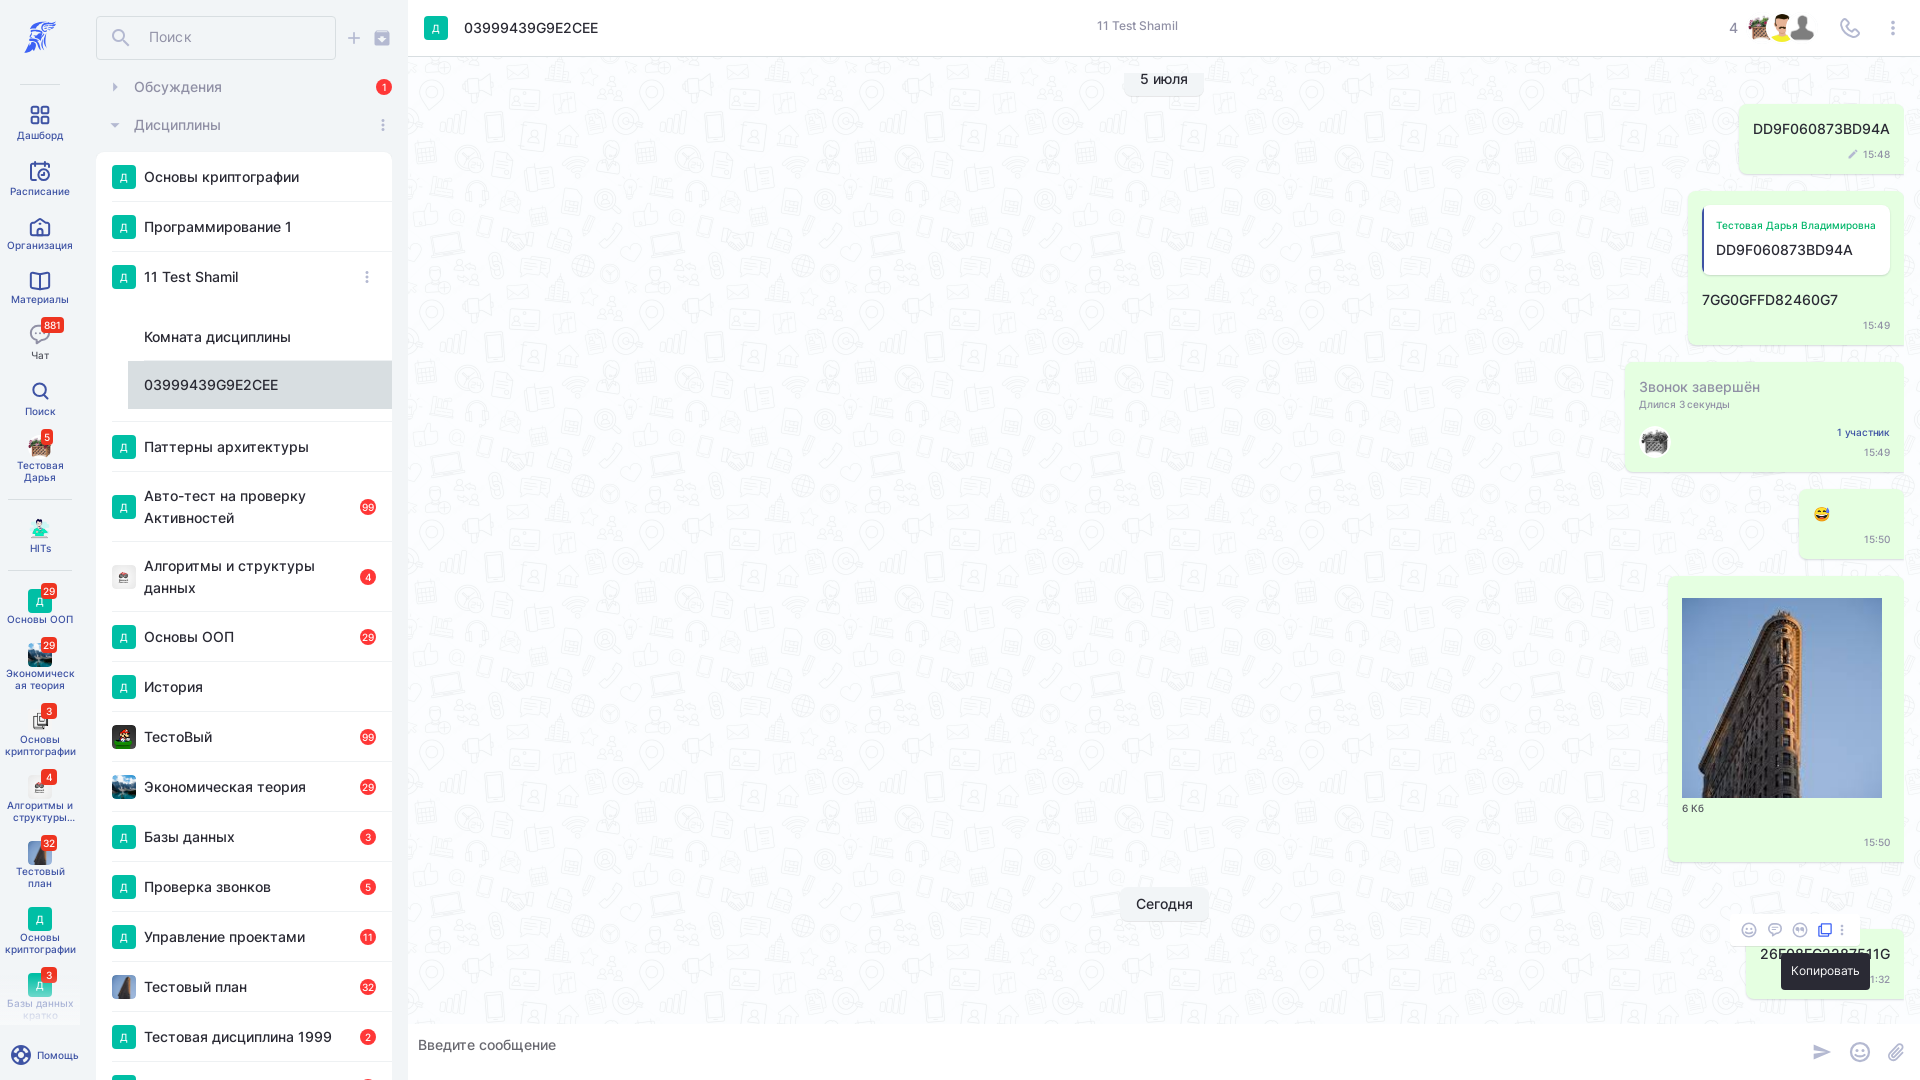 Дашборд
Расписание
Организация
Материалы
881
Чат
Поиск
5
Тестовая
Дарья
HITs
29
Д
Основы ООП
29
Экономическ
ая теория
3
Основы
криптографии
4
Алгоритмы и
структуры...
32
Тестовый
план
Д
Основы
криптографии
3
Д
Базы данных
кратко
Помощь
Поиск
Обсуждения
1
Дисциплины
Д
Основы криптографии
Д
Программирование 1
Д
11 Test Shamil
Комната дисциплины
03999439G9E2CEE
Д
Паттерны архитектуры
Д
Авто-тест на проверку
Активностей
99
Алгоритмы и структуры
данных
4
Д
Основы ООП
29
Д
История
ТестоВый
99
Экономическая теория
29
Д
Базы данных
3
Д
Проверка звонков
5
Д
Управление проектами
11
Тестовый план
32
Д
Тестовая дисциплина 1999
2
Д
03999439G9E2CEE
11 Test Shamil
4
5 июля
DD9F060873BD94A
15:48
Тестовая Дарья Владимировна
DD9F060873BD94A
7GG0GFFD82460G7
15:49
Звонок завершён
Длился 3 секунды
1 участник
15:49
15:50
6 Кб
15:50
Сегодня
Копировать
Введите сообщение